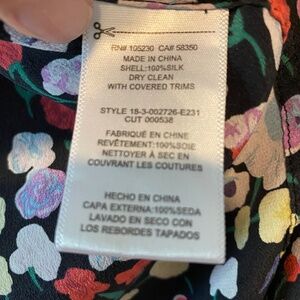 RN# 105230 CA# 58350
MADE IN CHINA
SHELL:100%SILK
DRY CLEAN
WITH COVERED TRIMS
STYLE 18-3-002726-E231
CUT 000538
FABRIQUÉ EN CHINE
REVÊTEMENT:100%SOIE
NETTOYER À SEC EN
COUVRANT LES COUTURES
HECHO EN CHINA
CAPA EXTERNA:100%SEDA
LAVADO EN SECO CON
LOS REBORDES TAPADOS